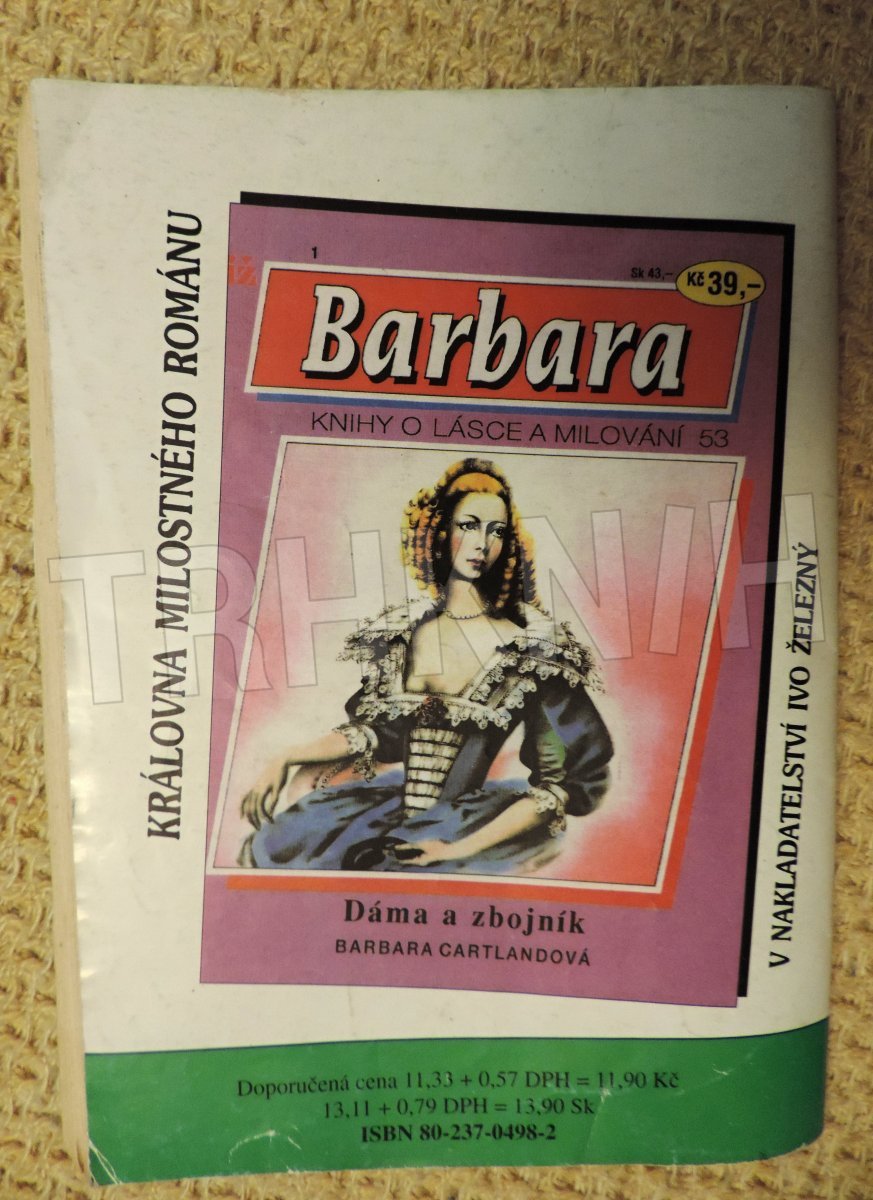 KRÁLOVNA MILOSTNÉHO ROMÁNU
1
Sk 43,–
Kč 39,–
Barbara
KNIHY O LÁSCE A MILOVÁNÍ 53
Dáma a zbojník
BARBARA CARTLANDOVÁ
V NAKLADATELSTVÍ IVO ŽELEZNÝ
TRHKNIH
Doporučená cena 11,33 + 0,57 DPH = 11,90 Kč
13,11 + 0,79 DPH = 13,90 Sk
ISBN 80-237-0498-2